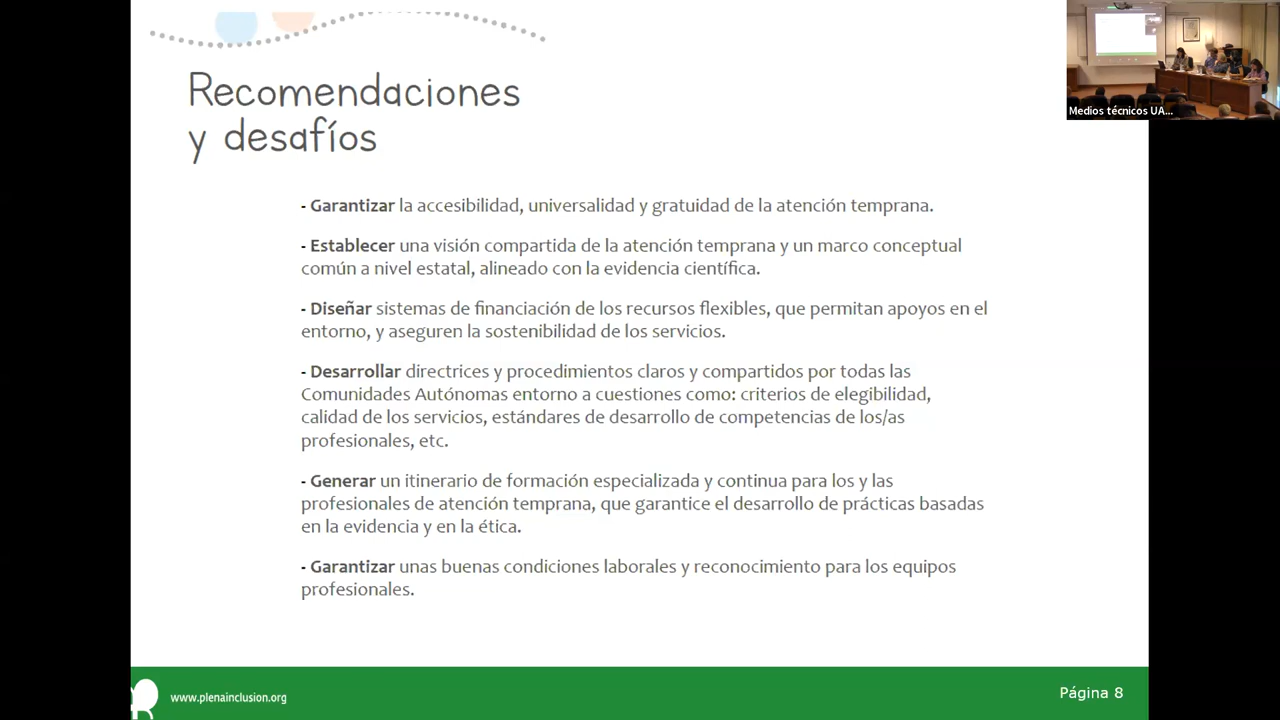 Recomendaciones
y desafíos
- Garantizar la accesibilidad, universalidad y gratuidad de la atención temprana.
- Establecer una visión compartida de la atención temprana y un marco conceptual
común a nivel estatal, alineado con la evidencia científica.
- Diseñar sistemas de financiación de los recursos flexibles, que permitan apoyos en el
entorno, y aseguren la sostenibilidad de los servicios.
- Desarrollar directrices y procedimientos claros y compartidos por todas las
Comunidades Autónomas entorno a cuestiones como: criterios de elegibilidad,
calidad de los servicios, estándares de desarrollo de competencias de los/as
profesionales, etc.
- Generar un itinerario de formación especializada y continua para los y las
profesionales de atención temprana, que garantice el desarrollo de prácticas basadas
en la evidencia y en la ética.
- Garantizar unas buenas condiciones laborales y reconocimiento para los equipos
profesionales.
www.plenainclusion.org
Página 8
Medios técnicos UA...